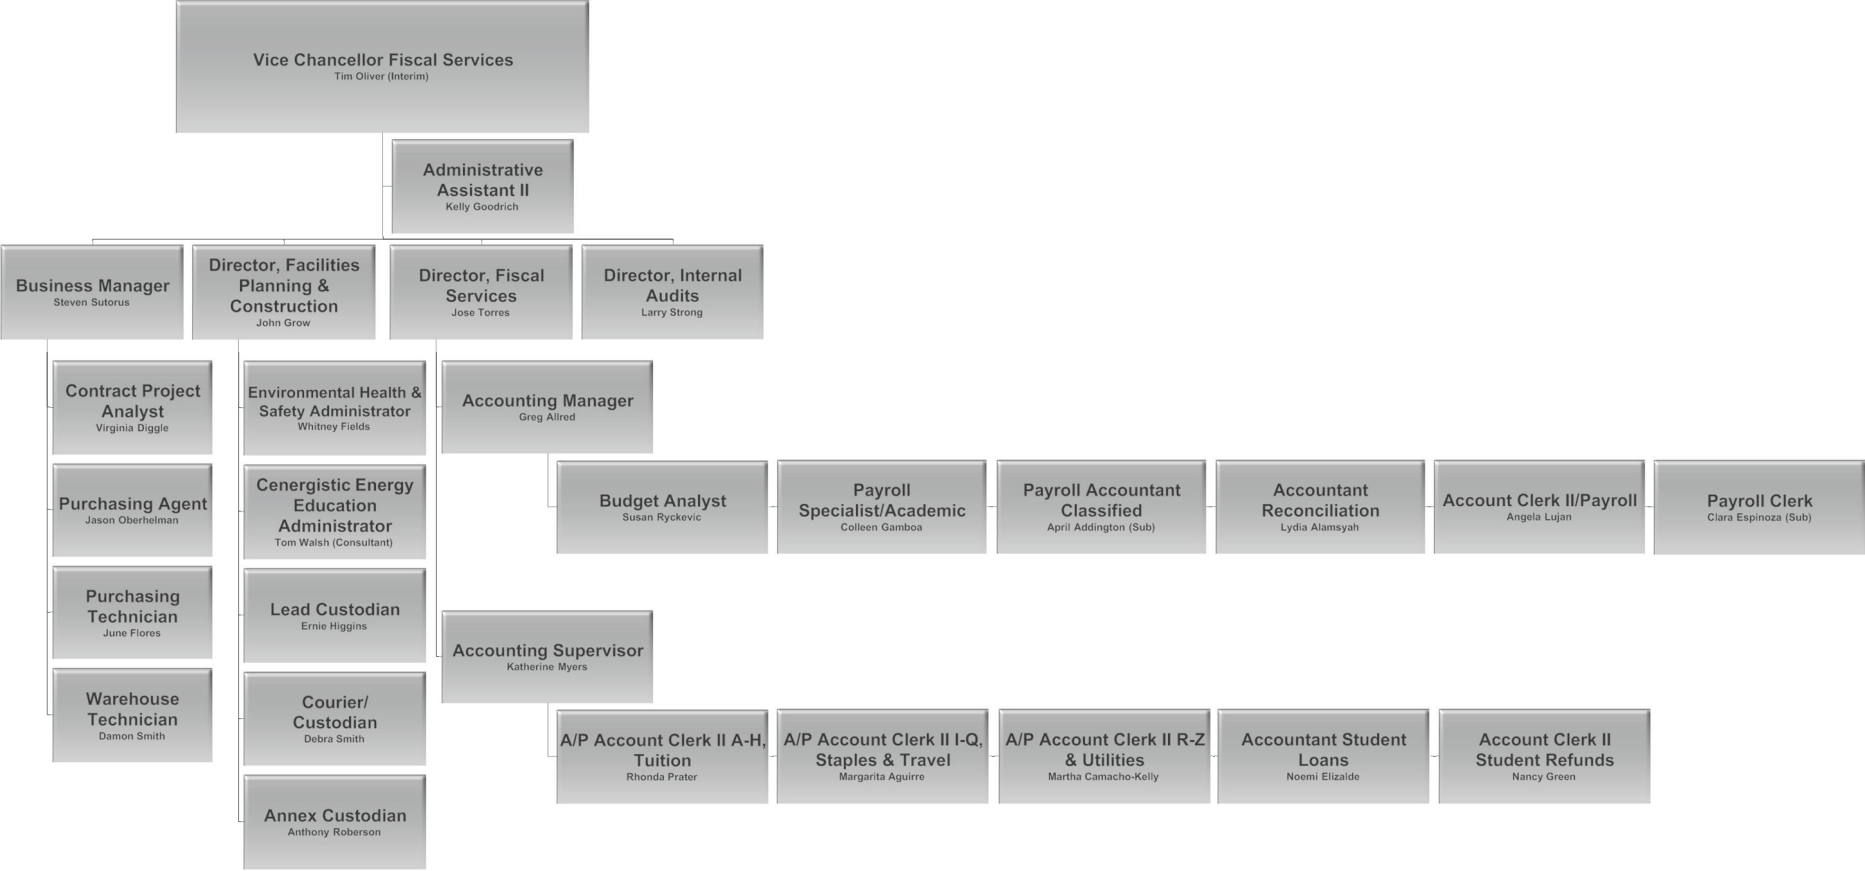 Vice Chancellor Fiscal Services
Tim Oliver (Interim)
Administrative
Assistant II
Kelly Goodrich
Business Manager
Steven Sutorus
Director, Facilities
Planning &
Construction
John Grow
Director, Fiscal
Services
Jose Torres
Director, Internal
Audits
Larry Strong
Contract Project
Analyst
Virginia Diggle
Purchasing Agent
Jason Oberhelman
Purchasing
Technician
June Flores
Warehouse
Technician
Damon Smith
Environmental Health &
Safety Administrator
Whitney Fields
Cenergistic Energy
Education
Administrator
Tom Walsh (Consultant)
Lead Custodian
Ernie Higgins
Courier/
Custodian
Debra Smith
Annex Custodian
Anthony Roberson
Accounting Manager
Greg Allred
Budget Analyst
Susan Ryckevic
Payroll
Specialist/Academic
Colleen Gamboa
Payroll Accountant
Classified
April Addington (Sub)
Accountant
Reconciliation
Lydia Alamsyah
Account Clerk II/Payroll
Angela Lujan
Payroll Clerk
Clara Espinoza (Sub)
Accounting Supervisor
Katherine Myers
A/P Account Clerk II A-H,
Tuition
Rhonda Prater
A/P Account Clerk II I-Q,
Staples & Travel
Margarita Aguirre
A/P Account Clerk II R-Z
& Utilities
Martha Camacho-Kelly
Accountant Student
Loans
Noemi Elizalde
Account Clerk II
Student Refunds
Nancy Green